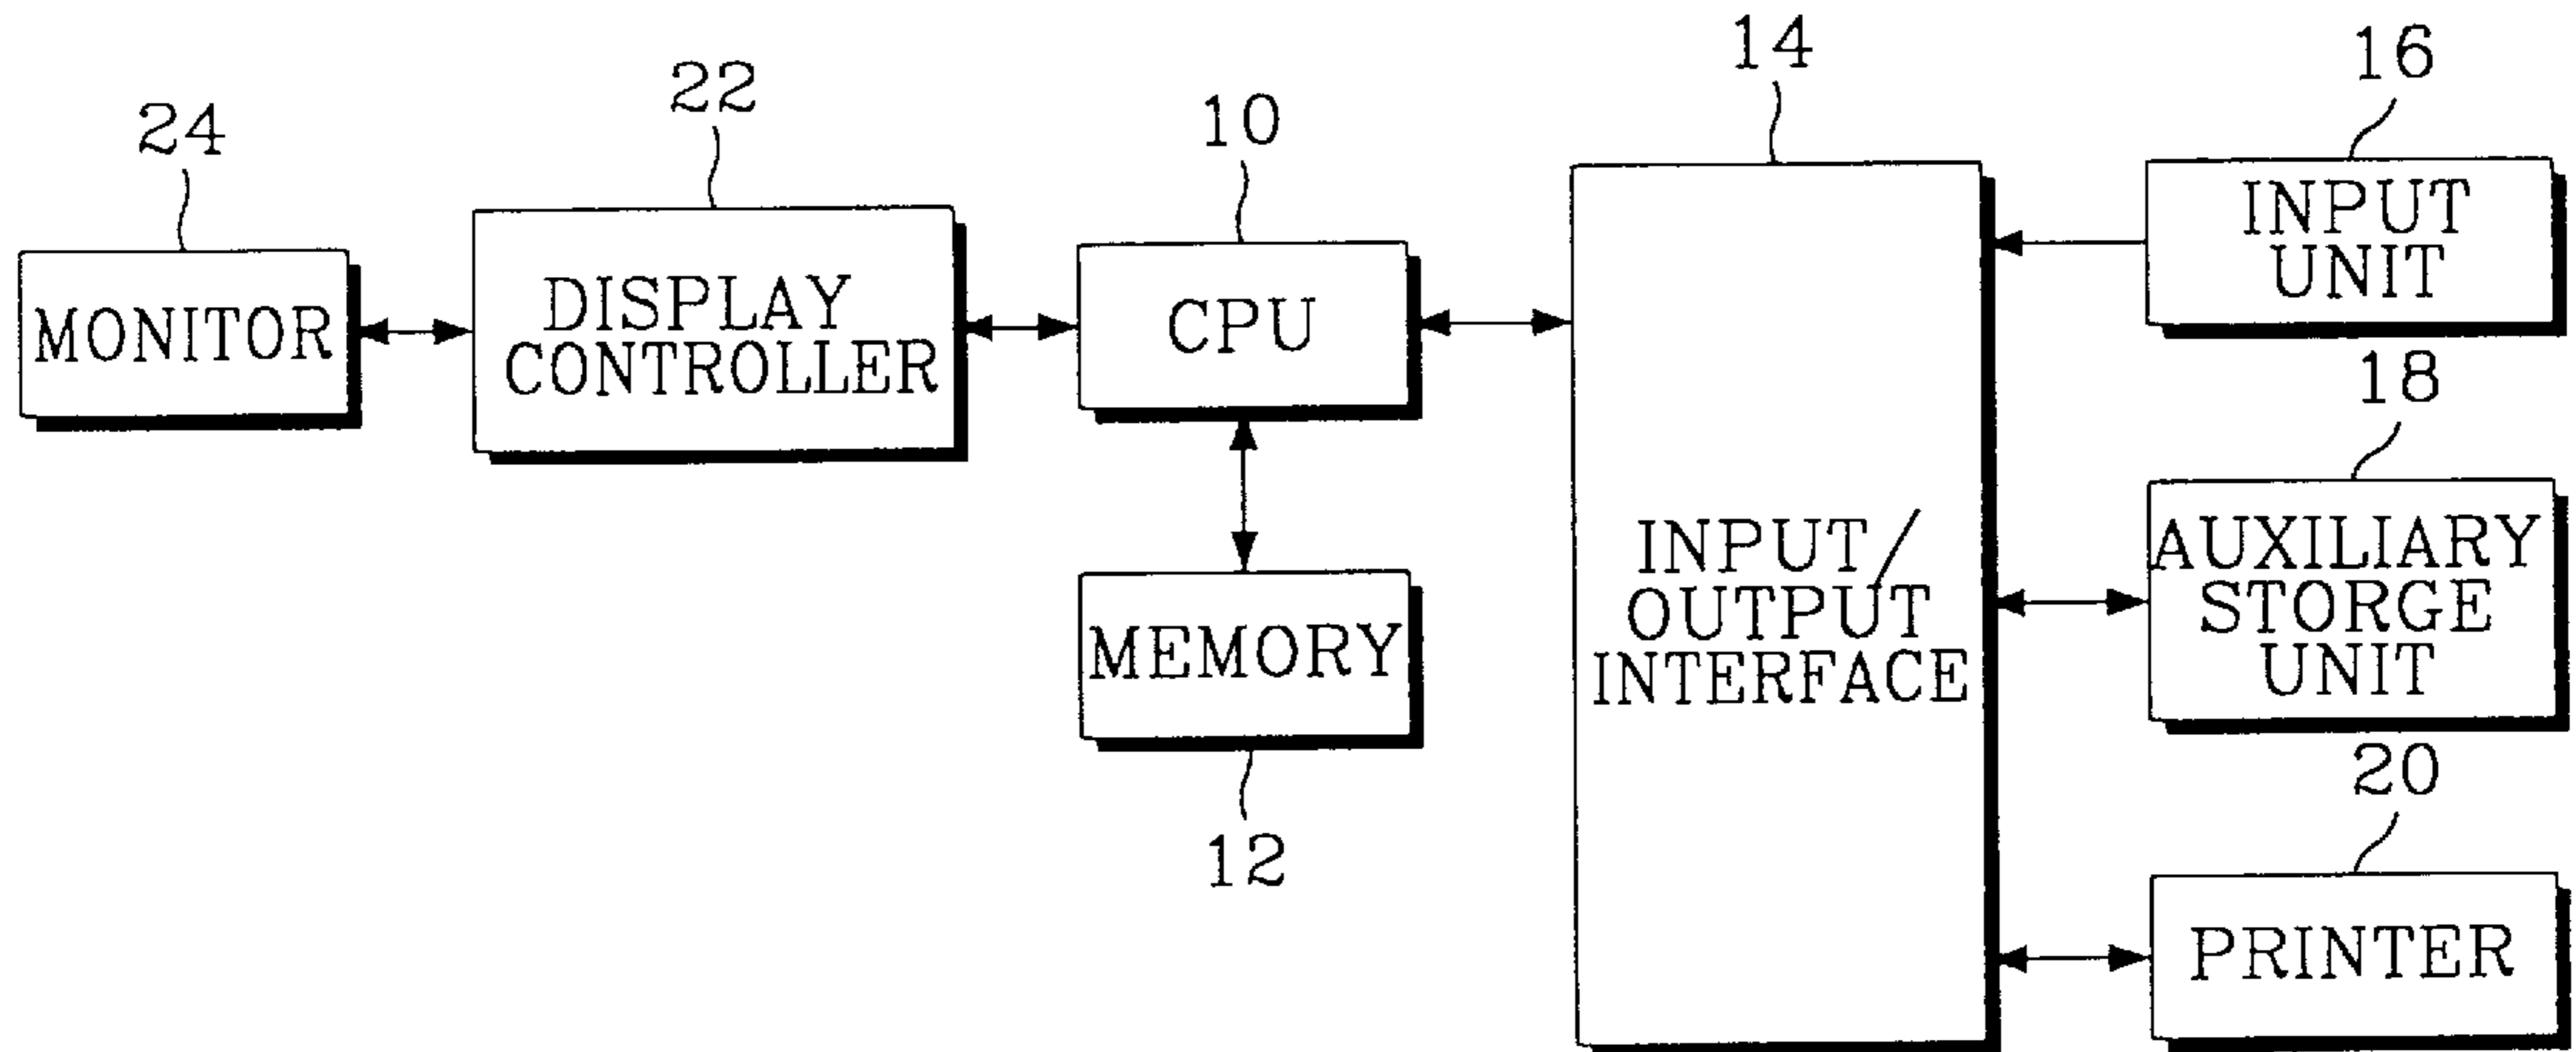 24
MONITOR
22
DISPLAY
CONTROLLER
10
CPU
MEMORY
12
14
INPUT/
OUTPUT
INTERFACE
16
INPUT
UNIT
18
AUXILIARY
STORGE
UNIT
20
PRINTER